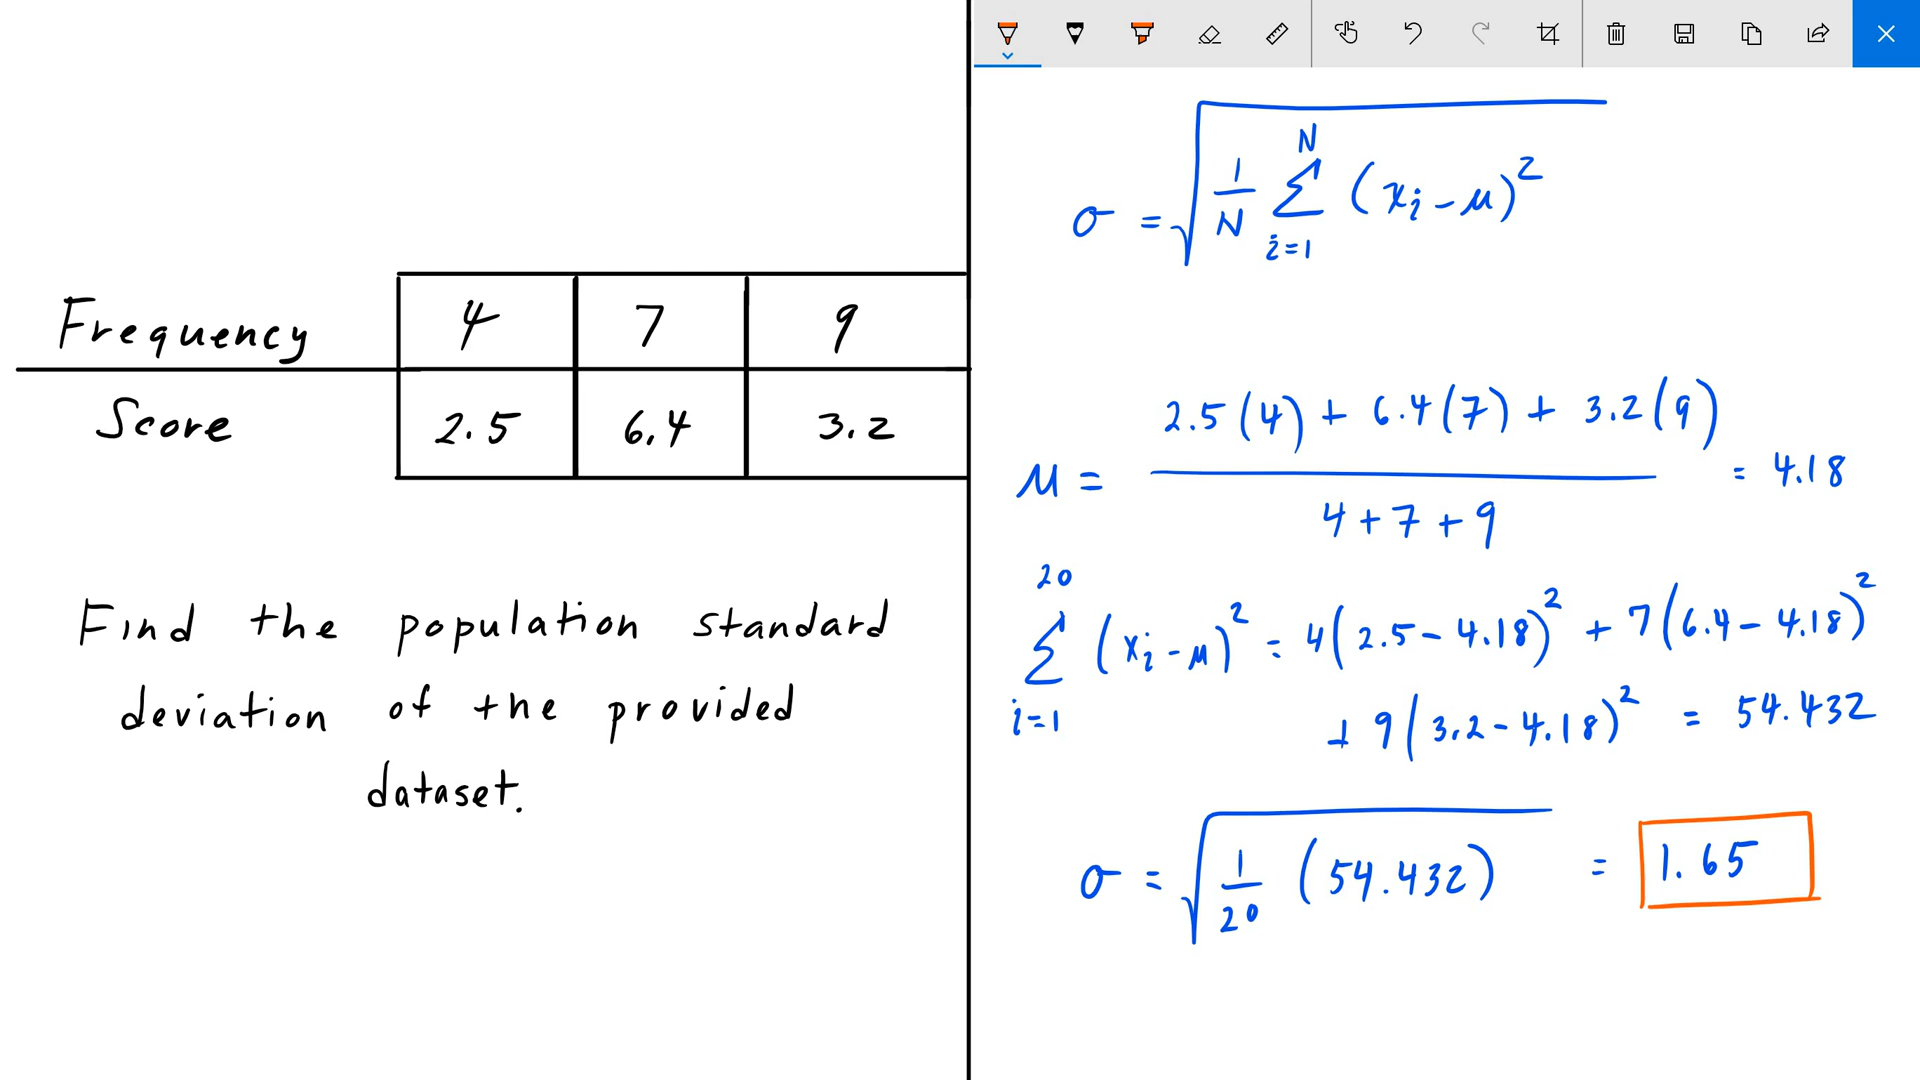 Frequency 4 7 9
Score 2.5 6.4 3.2
Find the population standard
deviation of the provided
dataset.
σ = √(1/N Σ_{i=1}^{N} (x_i - μ)^2)
μ = (2.5(4) + 6.4(7) + 3.2(9)) / (4 + 7 + 9) = 4.18
Σ_{i=1}^{20} (x_i - μ)^2 = 4(2.5 - 4.18)^2 + 7(6.4 - 4.18)^2
+ 9(3.2 - 4.18)^2 = 54.432
σ = √(1/20 (54.432)) = 1.65